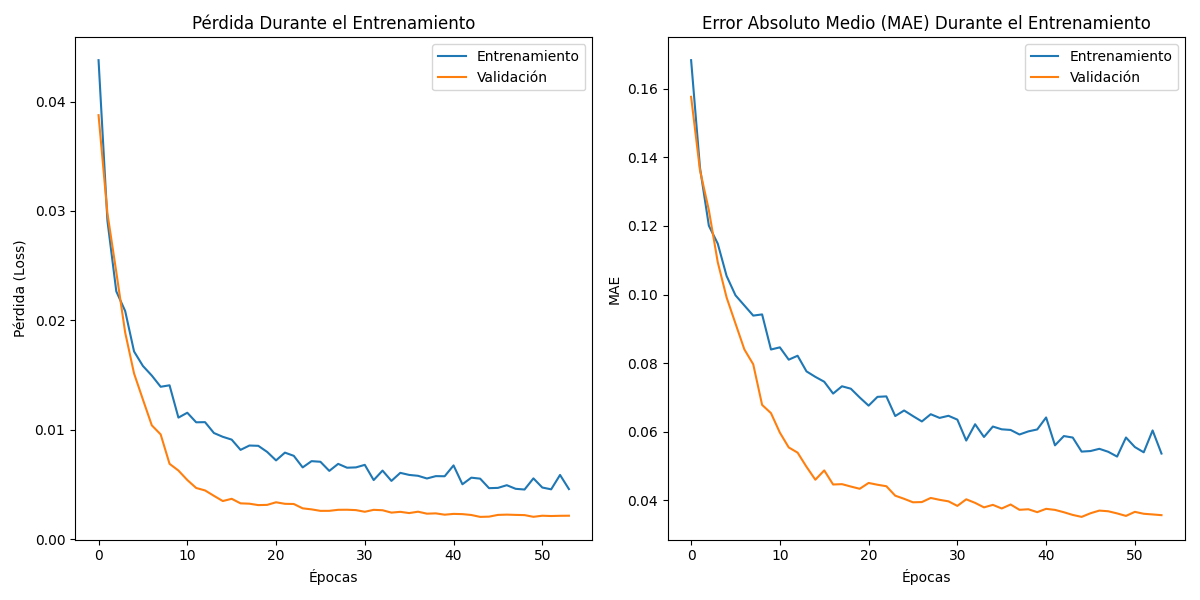 Pérdida Durante el Entrenamiento
Entrenamiento
Validación
0.04
0.03
0.02
0.01
0.00
Pérdida (Loss)
0
10
20
30
40
50
Épocas
Error Absoluto Medio (MAE) Durante el Entrenamiento
Entrenamiento
Validación
0.16
0.14
0.12
0.10
0.08
0.06
0.04
MAE
0
10
20
30
40
50
Épocas